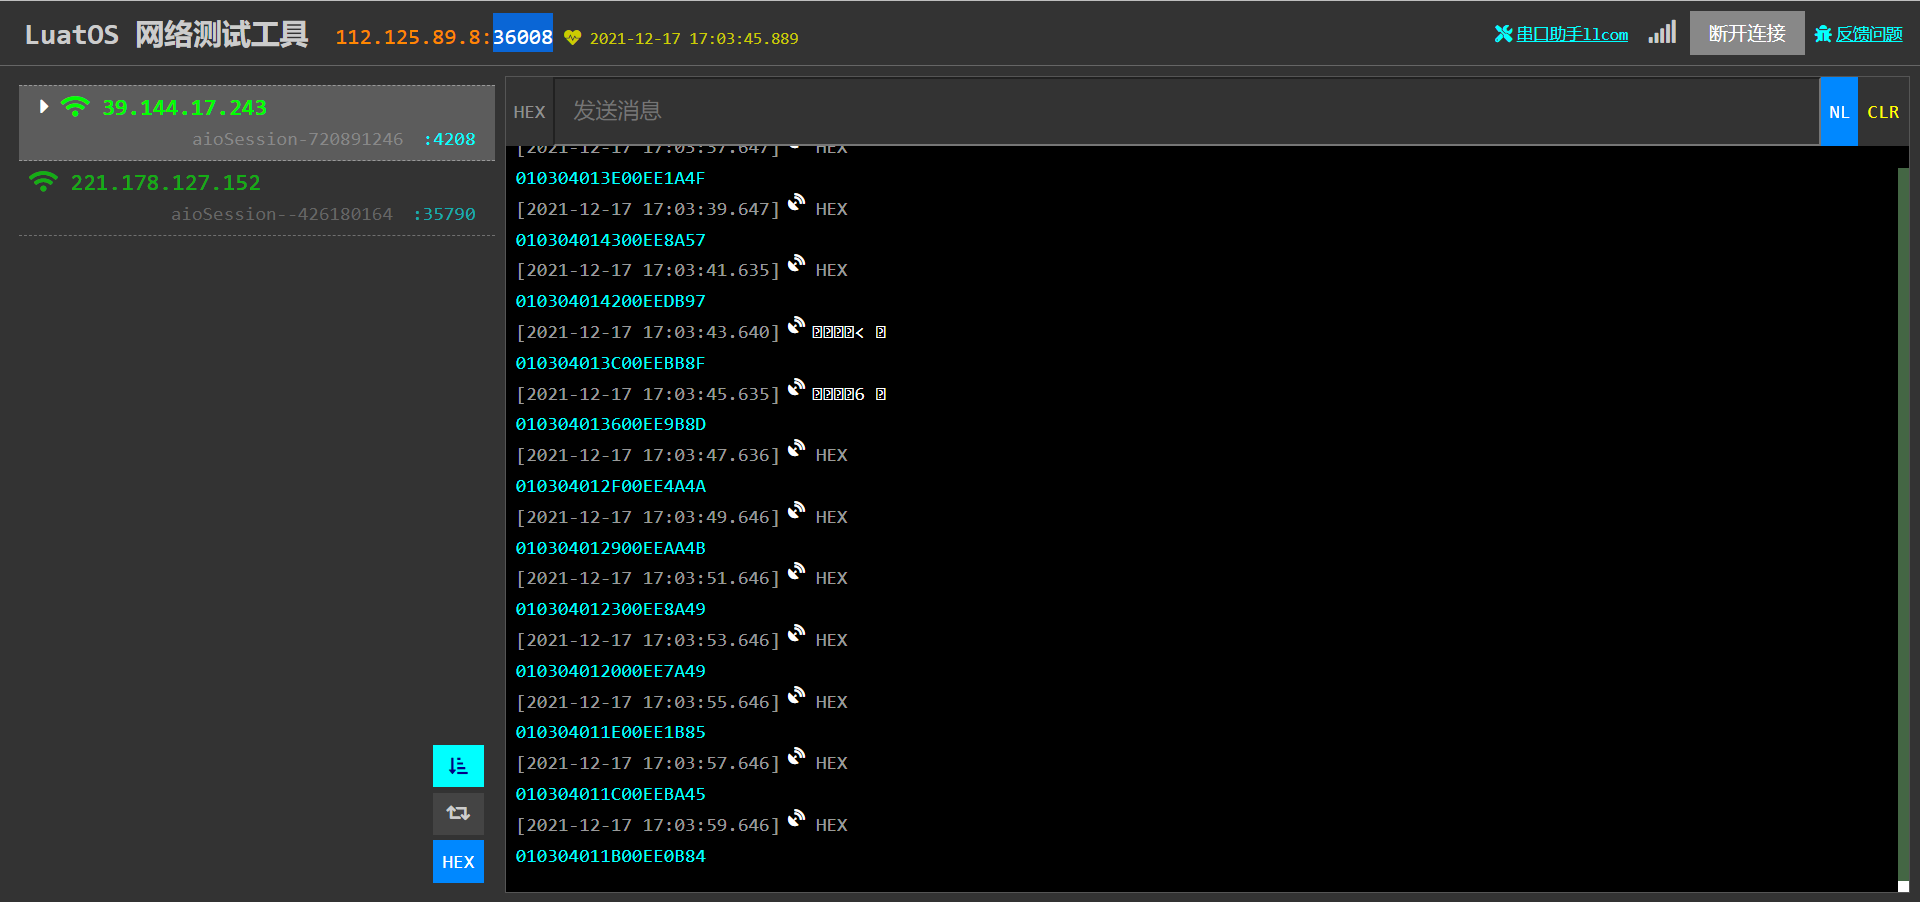 LuatOS 网络测试工具 112.125.89.8:36008 2021-12-17 17:03:45.889 串口助手llcom 断开连接 反馈问题
39.144.17.243
aioSession-720891246 :4208
221.178.127.152
aioSession--426180164 :35790
HEX 发送消息 NL CLR
[2021-12-17 17:03:37.647] HEX
010304013E00EE1A4F
[2021-12-17 17:03:39.647] HEX
010304014300EE8A57
[2021-12-17 17:03:41.635] HEX
010304014200EEDB97
[2021-12-17 17:03:43.640] <
010304013C00EEBB8F
[2021-12-17 17:03:45.635] 6
010304013600EE9B8D
[2021-12-17 17:03:47.636] HEX
010304012F00EE4A4A
[2021-12-17 17:03:49.646] HEX
010304012900EEAA4B
[2021-12-17 17:03:51.646] HEX
010304012300EE8A49
[2021-12-17 17:03:53.646] HEX
010304012000EE7A49
[2021-12-17 17:03:55.646] HEX
010304011E00EE1B85
[2021-12-17 17:03:57.646] HEX
010304011C00EEBA45
[2021-12-17 17:03:59.646] HEX
010304011B00EE0B84
HEX